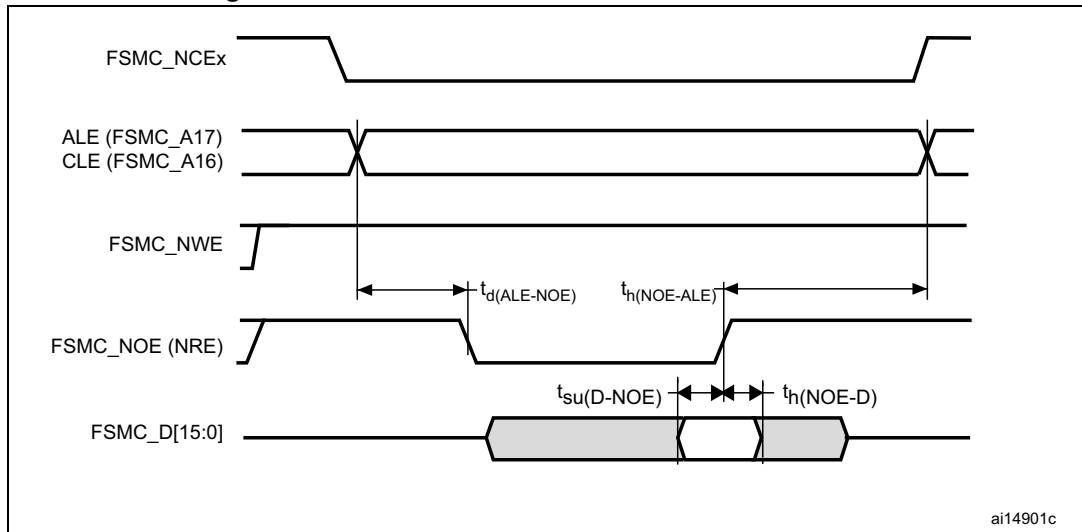 FSMC_NCEx
ALE (FSMC_A17)
CLE (FSMC_A16)
FSMC_NWE
td(ALE-NOE) th(NOE-ALE)
FSMC_NOE (NRE)
tsu(D-NOE) th(NOE-D)
FSMC_D[15:0]
ai14901c